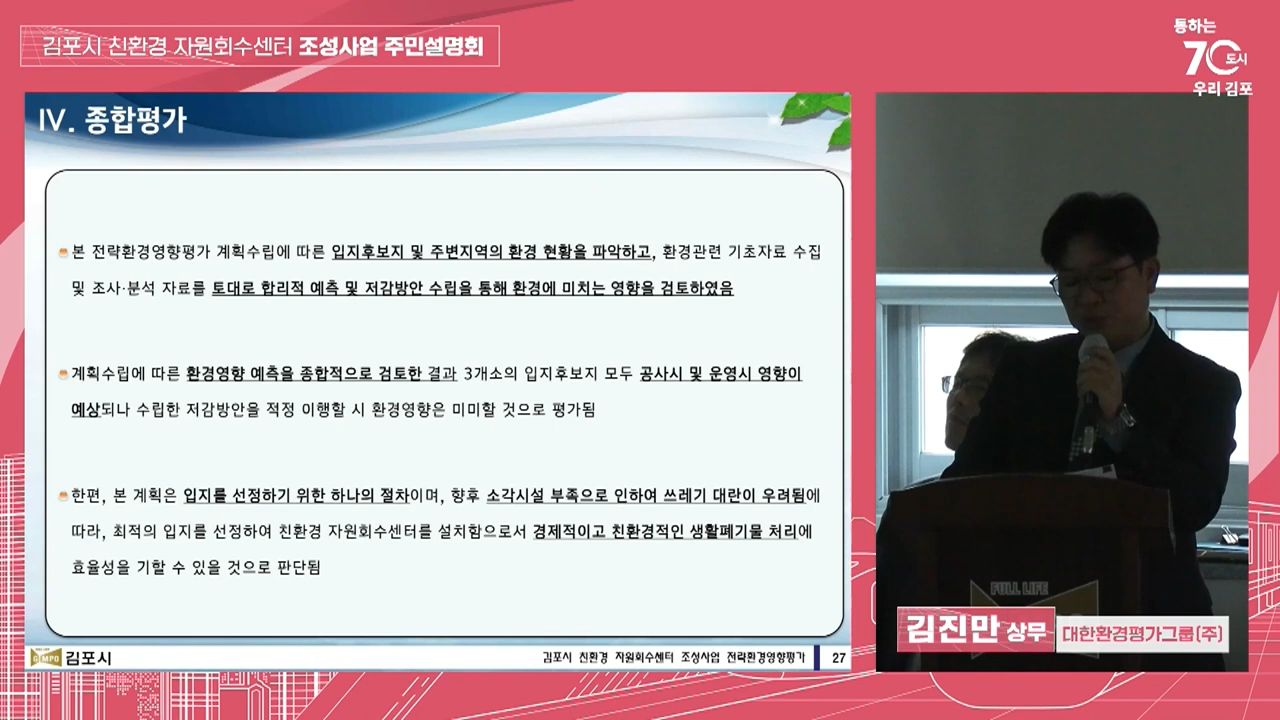 김포시 친환경 자원회수센터 조성사업 주민설명회
통하는
70도시
우리 김포
Ⅳ. 종합평가
본 전략환경영향평가 계획수립에 따른 입지후보지 및 주변지역의 환경 현황을 파악하고, 환경관련 기초자료 수집
및 조사·분석 자료를 토대로 합리적 예측 및 저감방안 수립을 통해 환경에 미치는 영향을 검토하였음
계획수립에 따른 환경영향 예측을 종합적으로 검토한 결과 3개소의 입지후보지 모두 공사시 및 운영시 영향이
예상되나 수립한 저감방안을 적정 이행할 시 환경영향은 미미할 것으로 평가됨
한편, 본 계획은 입지를 선정하기 위한 하나의 절차이며, 향후 소각시설 부족으로 인하여 쓰레기 대란이 우려됨에
따라, 최적의 입지를 선정하여 친환경 자원회수센터를 설치함으로서 경제적이고 친환경적인 생활폐기물 처리에
효율성을 기할 수 있을 것으로 판단됨
GIMPO 김포시
김포시 친환경 자원회수센터 조성사업 전략환경영향평가 27
FULL LIFE
김진만 상무 대한환경평가그룹(주)